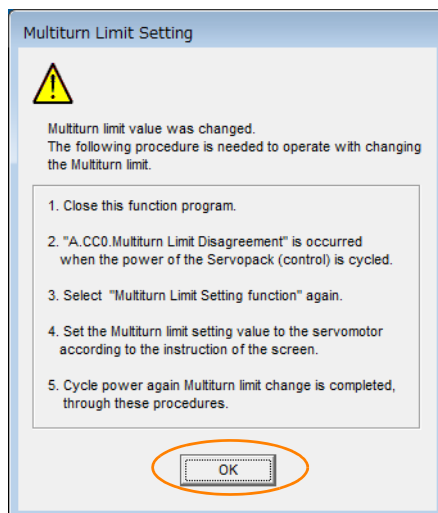 Multiturn Limit Setting
Multiturn limit value was changed.
The following procedure is needed to operate with changing
the Multiturn limit.
1. Close this function program.
2. "A.CC0.Multiturn Limit Disagreement" is occurred
when the power of the Servopack (control) is cycled.
3. Select "Multiturn Limit Setting function" again.
4. Set the Multiturn limit setting value to the servomotor
according to the instruction of the screen.
5. Cycle power again Multiturn limit change is completed,
through these procedures.
OK